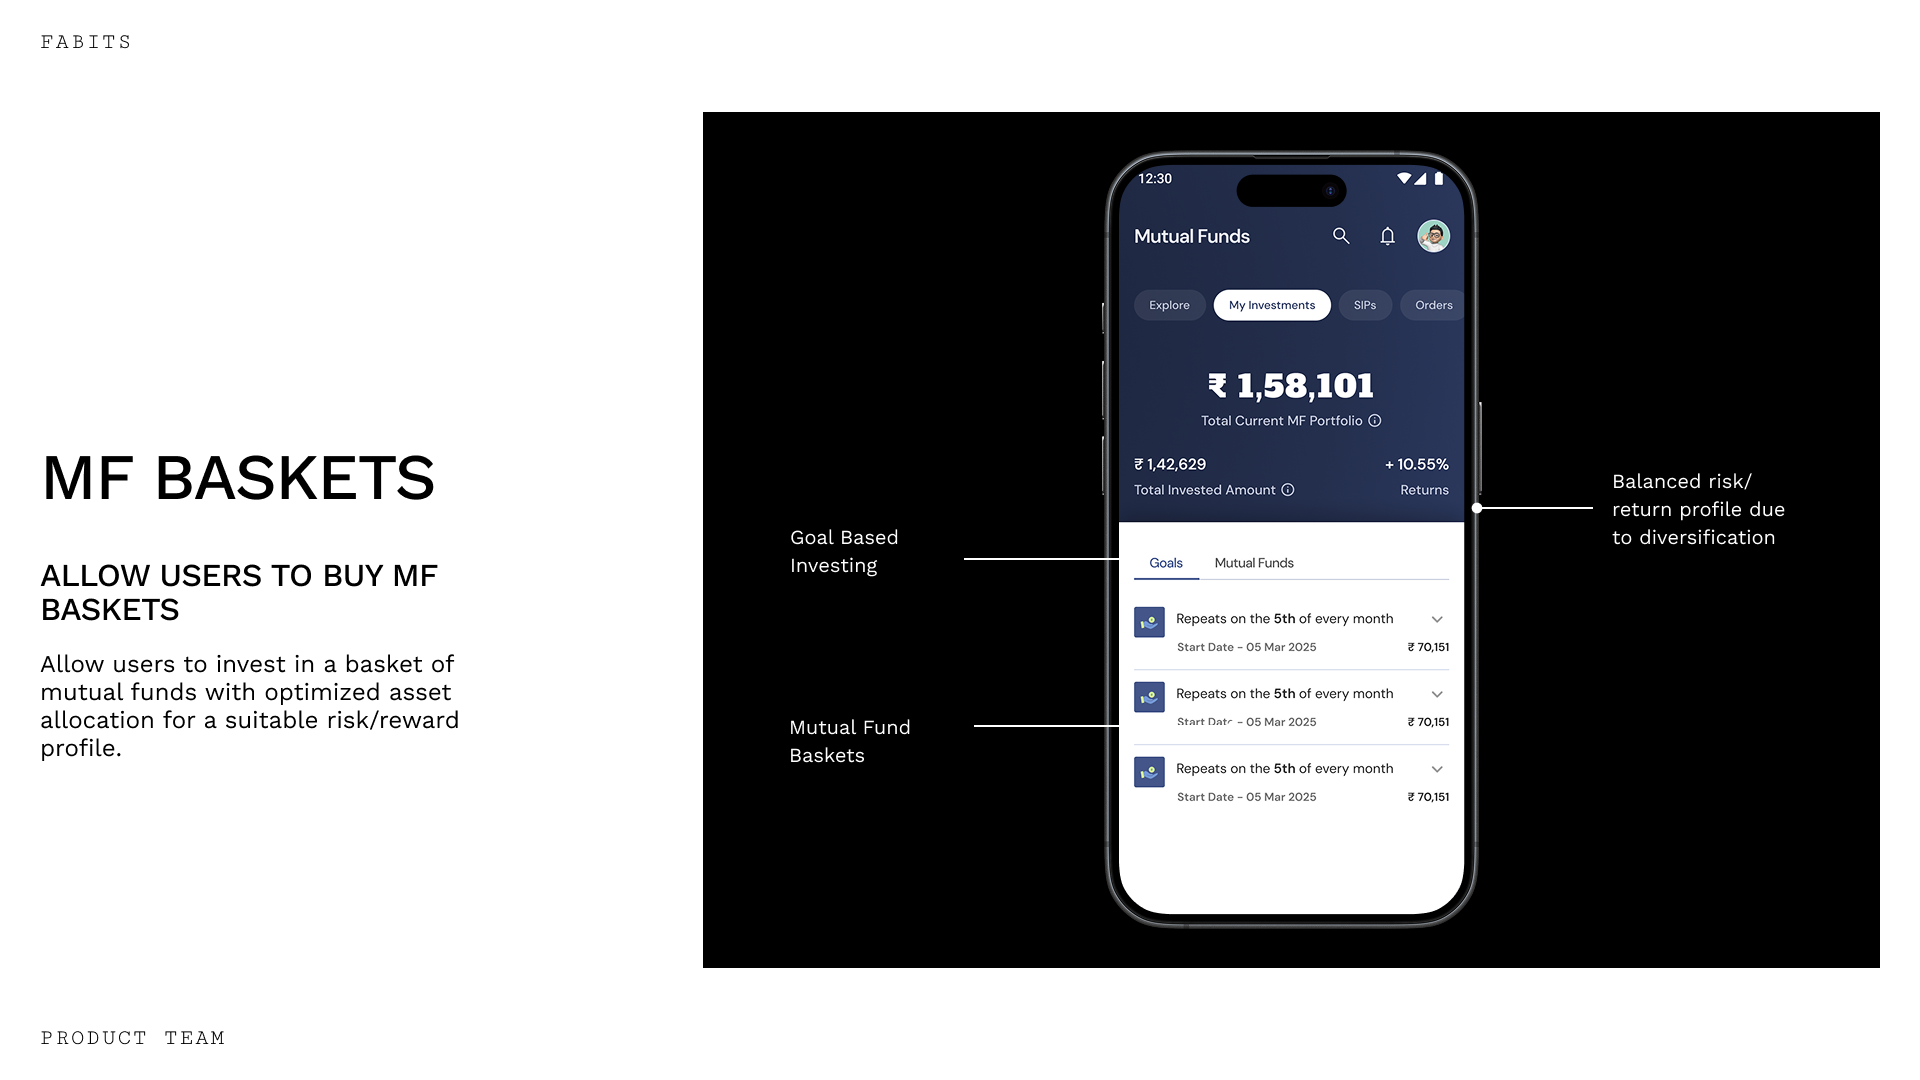 FABITS
MF BASKETS
ALLOW USERS TO BUY MF
BASKETS
Allow users to invest in a basket of
mutual funds with optimized asset
allocation for a suitable risk/reward
profile.
Goal Based
Investing
Mutual Fund
Baskets
12:30
Mutual Funds
Explore
My Investments
SIPs
Orders
₹ 1,58,101
Total Current MF Portfolio
₹ 1,42,629
+ 10.55%
Total Invested Amount
Returns
Goals
Mutual Funds
Repeats on the 5th of every month
Start Date - 05 Mar 2025
₹ 70,151
Repeats on the 5th of every month
Start Date - 05 Mar 2025
₹ 70,151
Repeats on the 5th of every month
Start Date - 05 Mar 2025
₹ 70,151
Balanced risk/
return profile due
to diversification
PRODUCT TEAM